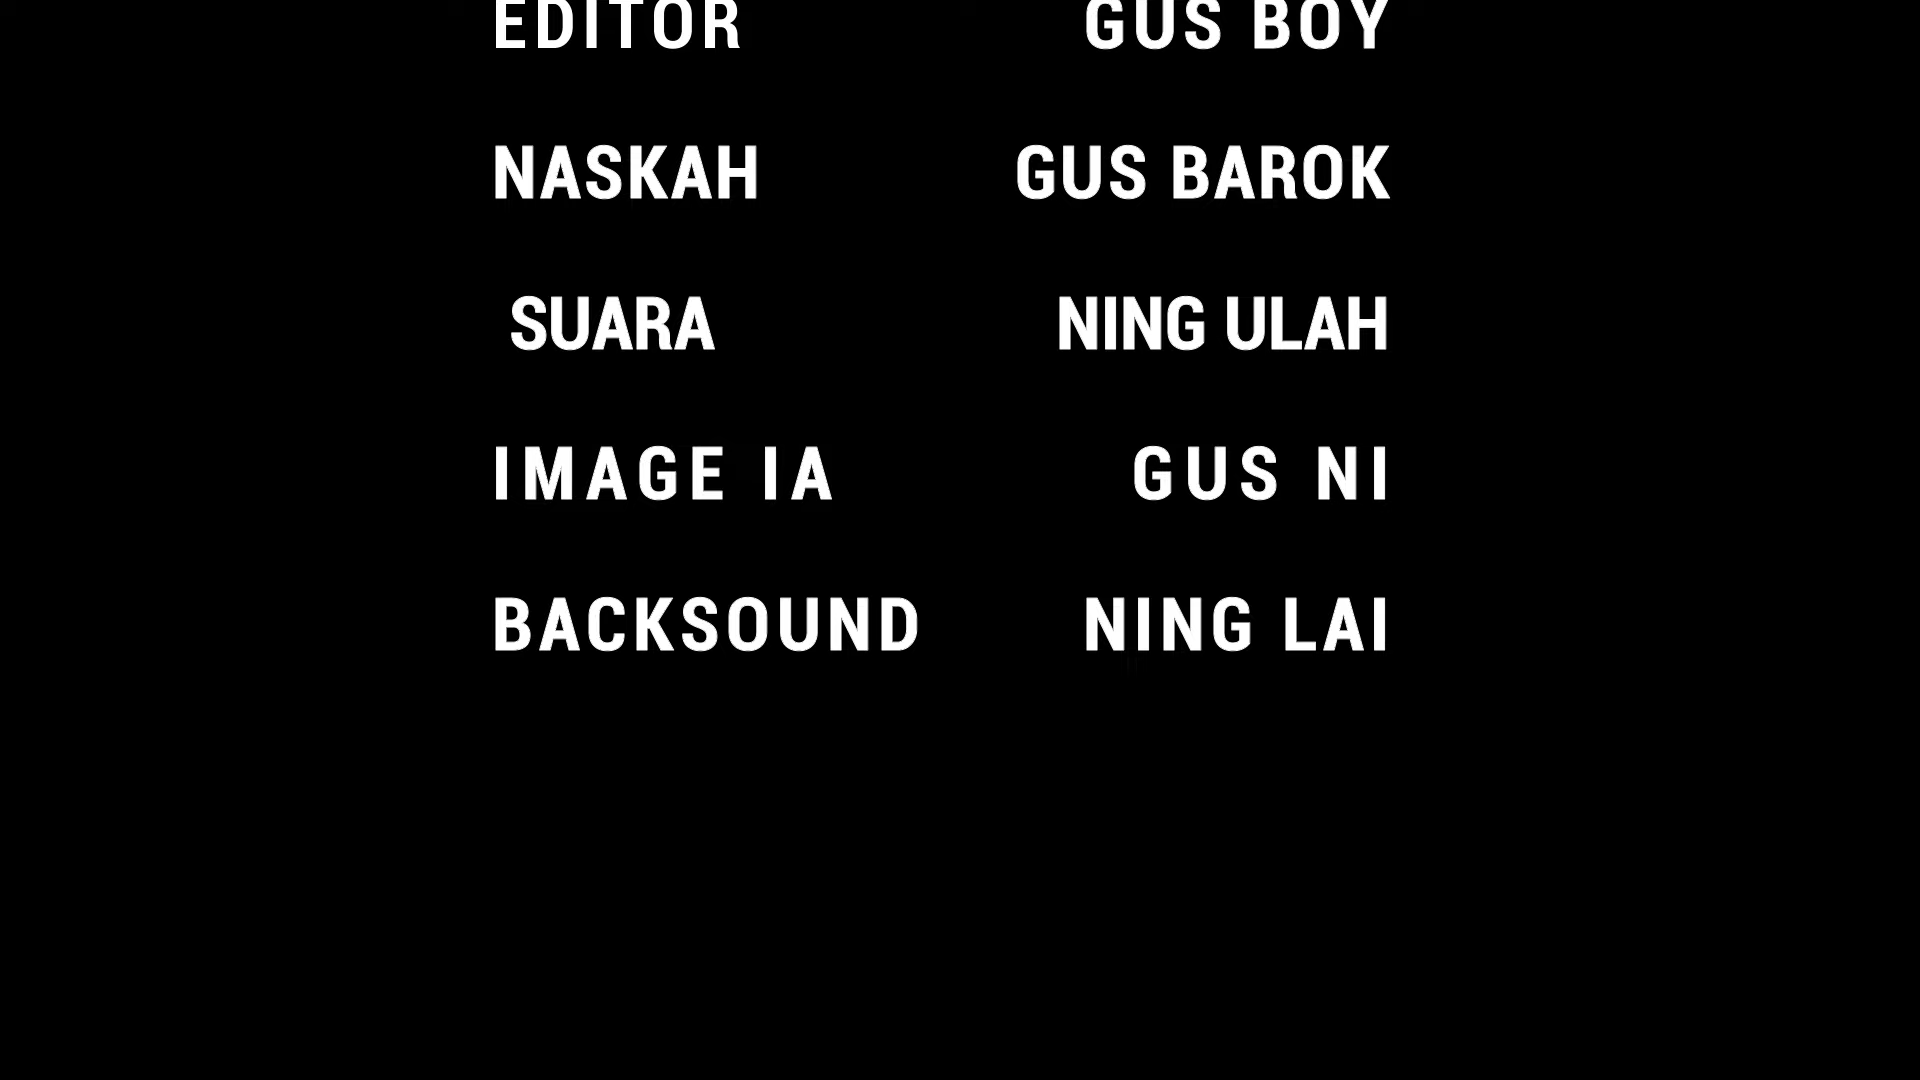 EDITOR GUS BOY
NASKAH GUS BAROK
SUARA NING ULAH
IMAGE IA GUS NI
BACKSOUND NING LAI